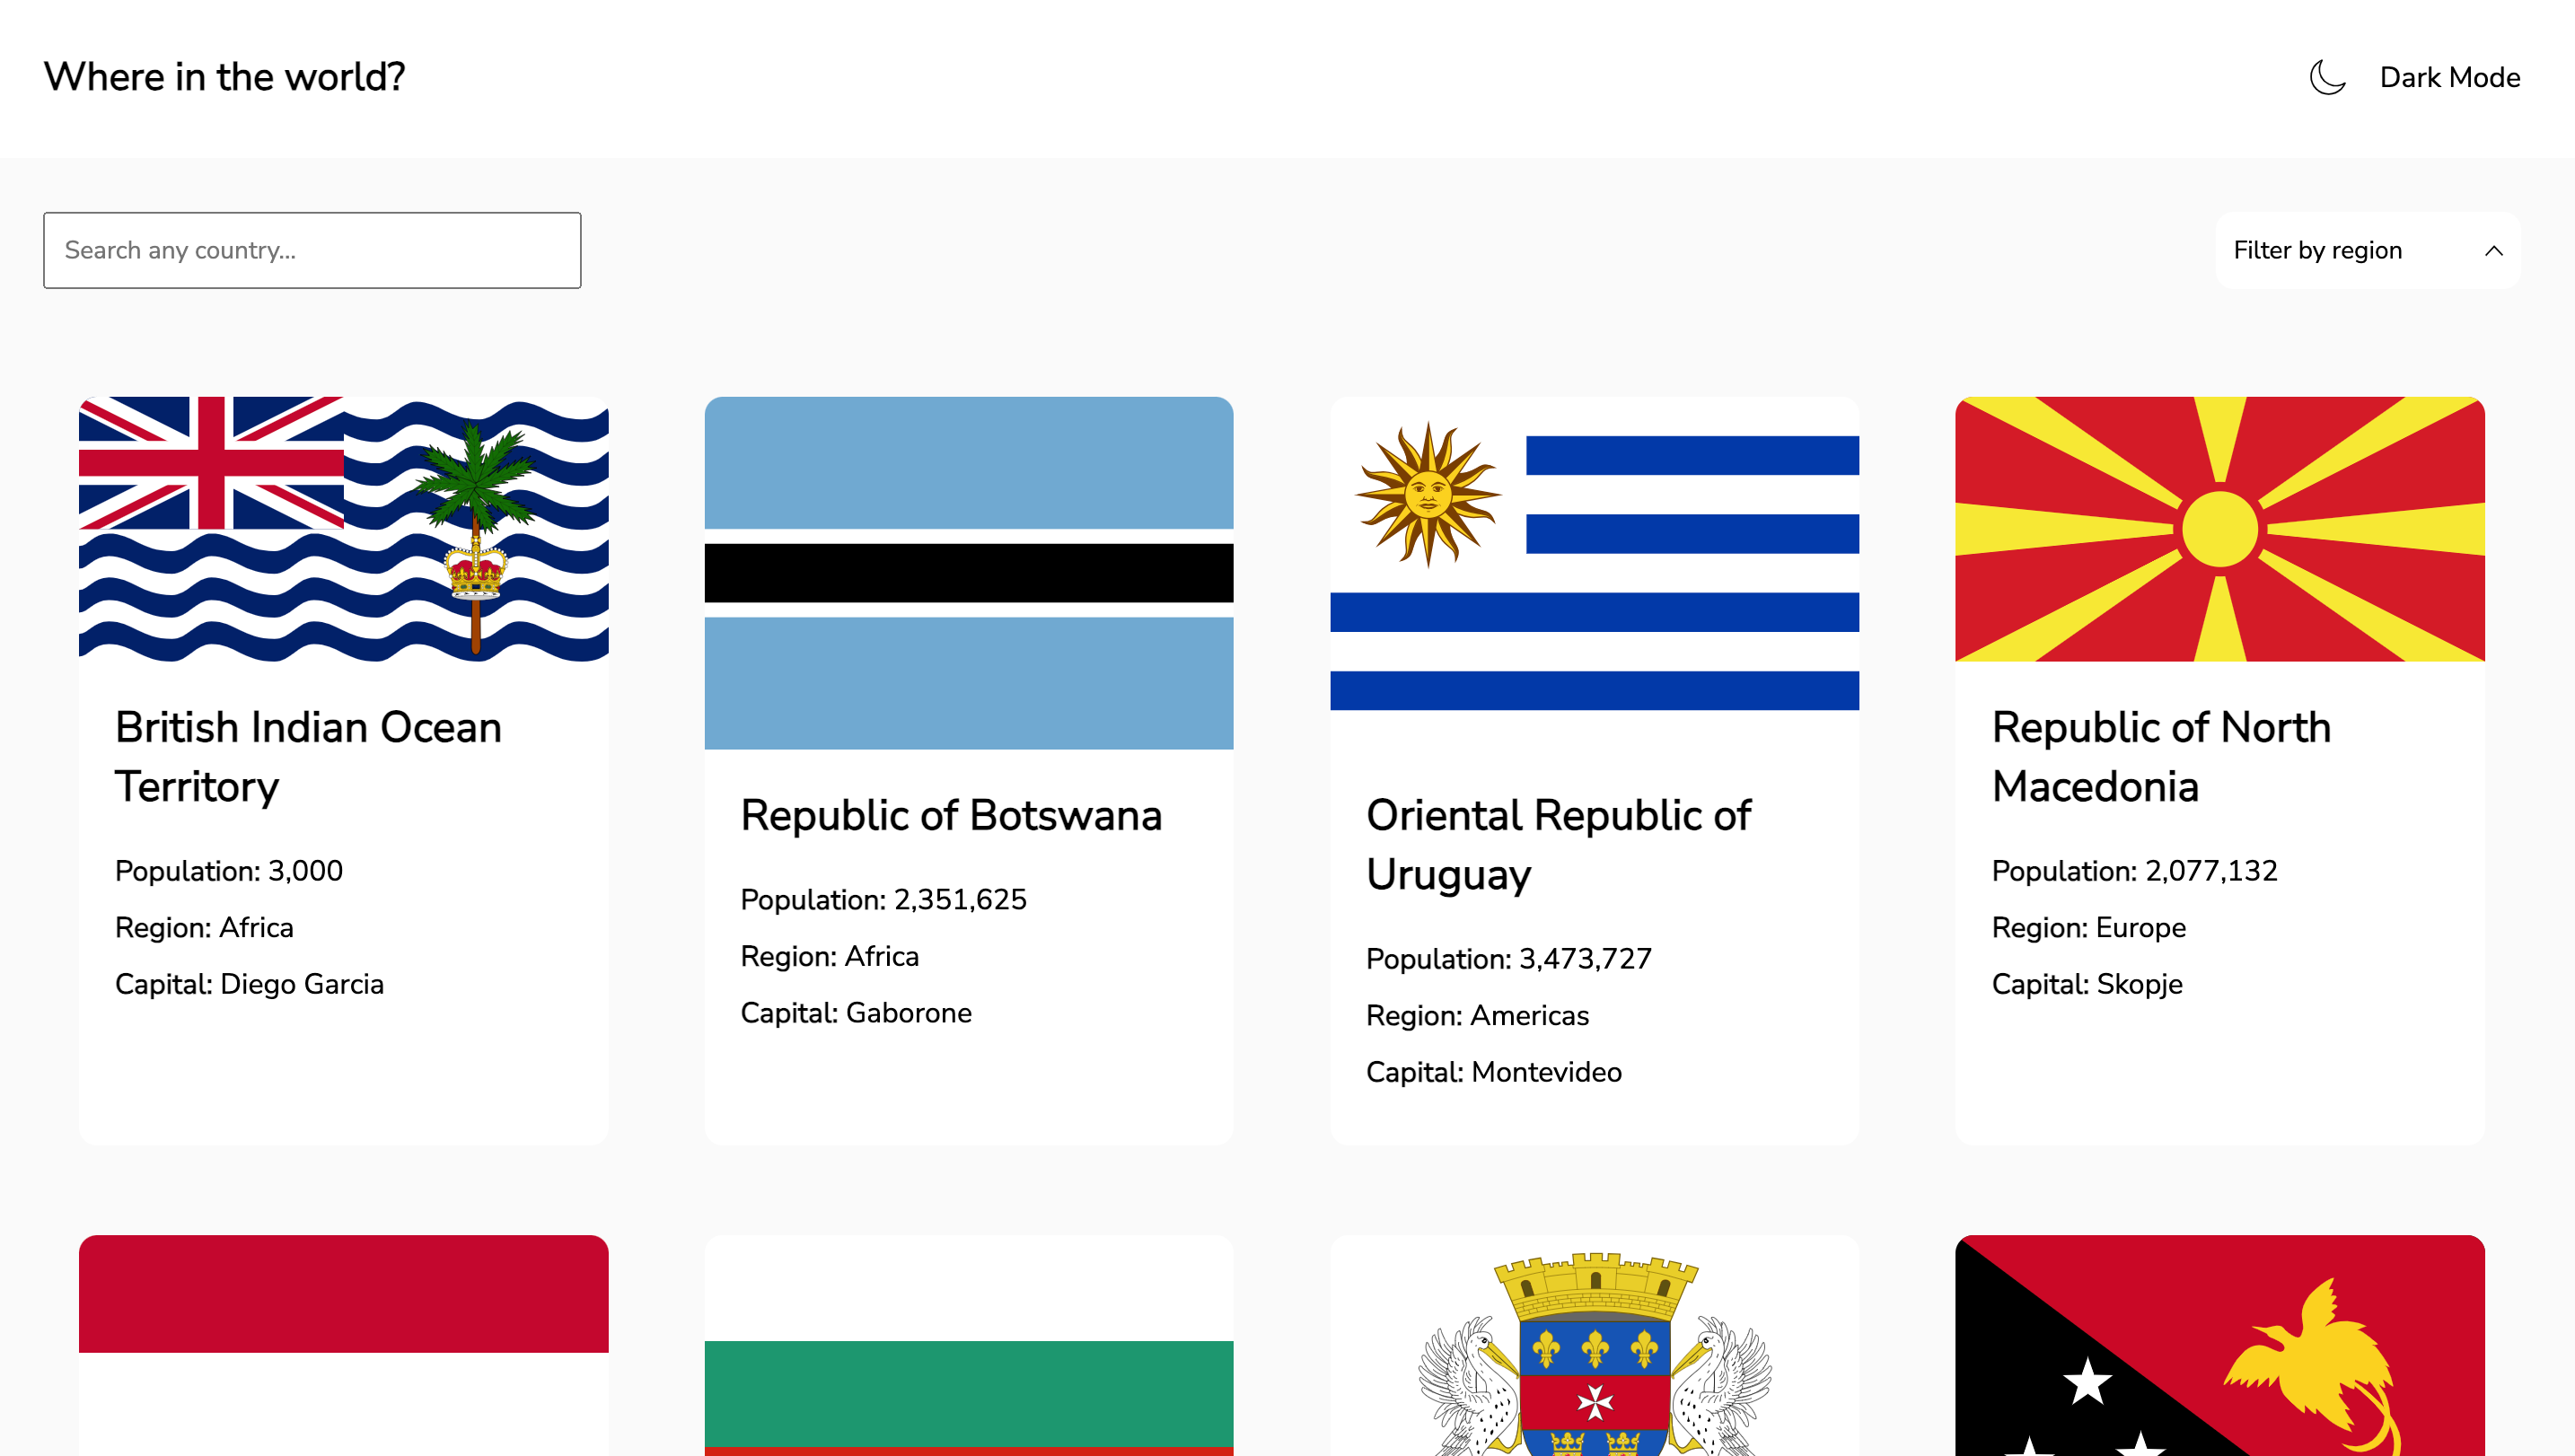 Where in the world?
Dark Mode
Search any country...
Filter by region
British Indian Ocean
Territory
Population: 3,000
Region: Africa
Capital: Diego Garcia
Republic of Botswana
Population: 2,351,625
Region: Africa
Capital: Gaborone
Oriental Republic of
Uruguay
Population: 3,473,727
Region: Americas
Capital: Montevideo
Republic of North
Macedonia
Population: 2,077,132
Region: Europe
Capital: Skopje